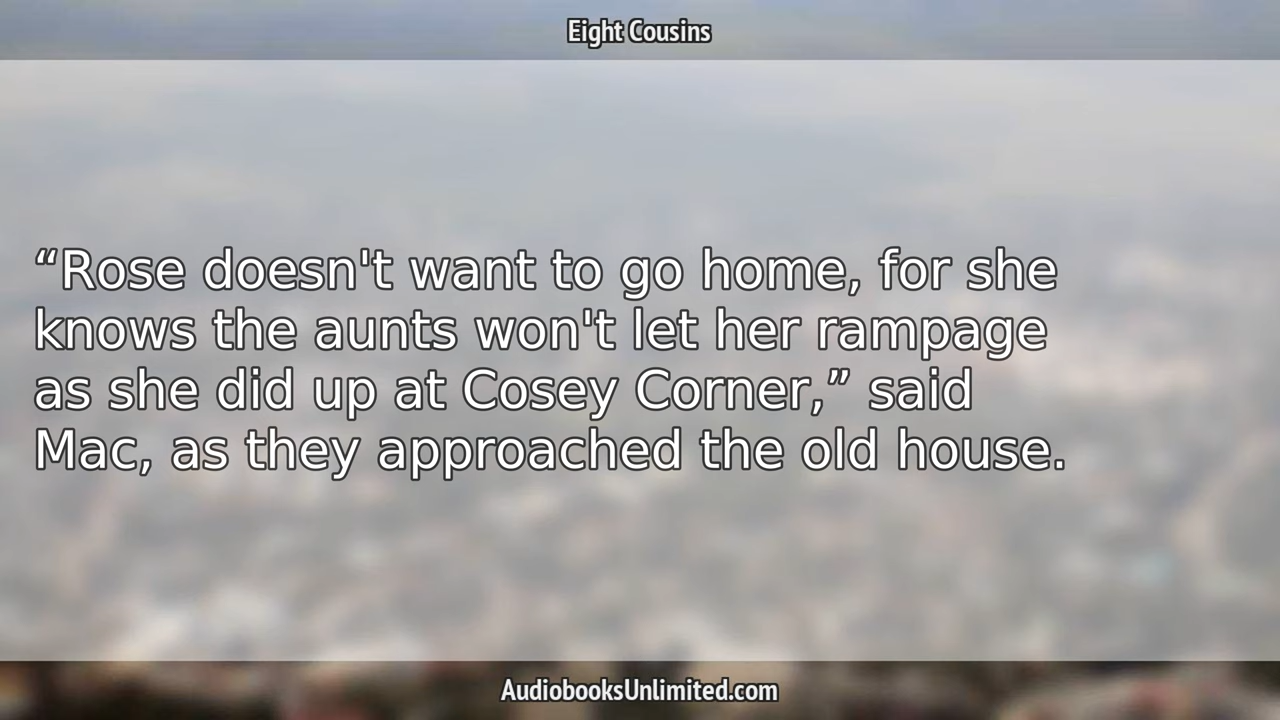 Eight Cousins
“Rose doesn't want to go home, for she
knows the aunts won't let her rampage
as she did up at Cosey Corner,” said
Mac, as they approached the old house.
AudiobooksUnlimited.com